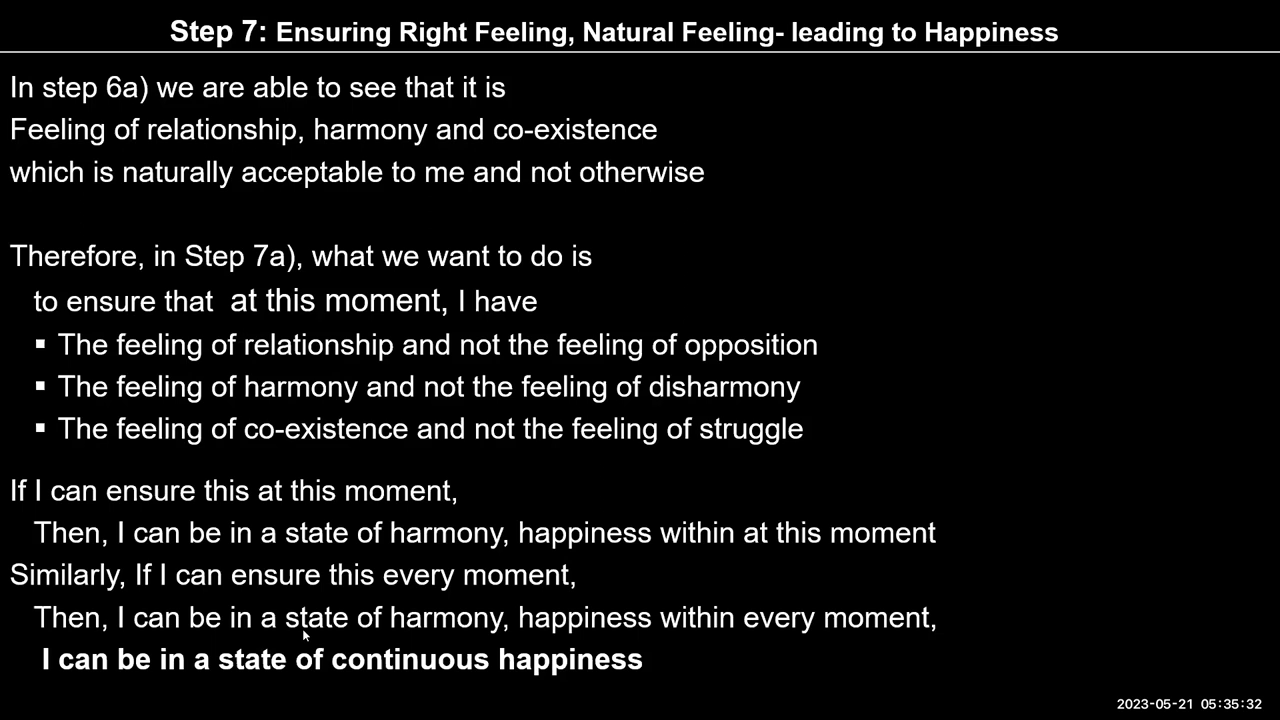 Step 7: Ensuring Right Feeling, Natural Feeling- leading to Happiness
In step 6a) we are able to see that it is
Feeling of relationship, harmony and co-existence
which is naturally acceptable to me and not otherwise
Therefore, in Step 7a), what we want to do is
to ensure that at this moment, I have
▪ The feeling of relationship and not the feeling of opposition
▪ The feeling of harmony and not the feeling of disharmony
▪ The feeling of co-existence and not the feeling of struggle
If I can ensure this at this moment,
Then, I can be in a state of harmony, happiness within at this moment
Similarly, If I can ensure this every moment,
Then, I can be in a state of harmony, happiness within every moment,
I can be in a state of continuous happiness
2023-05-21 05:35:32